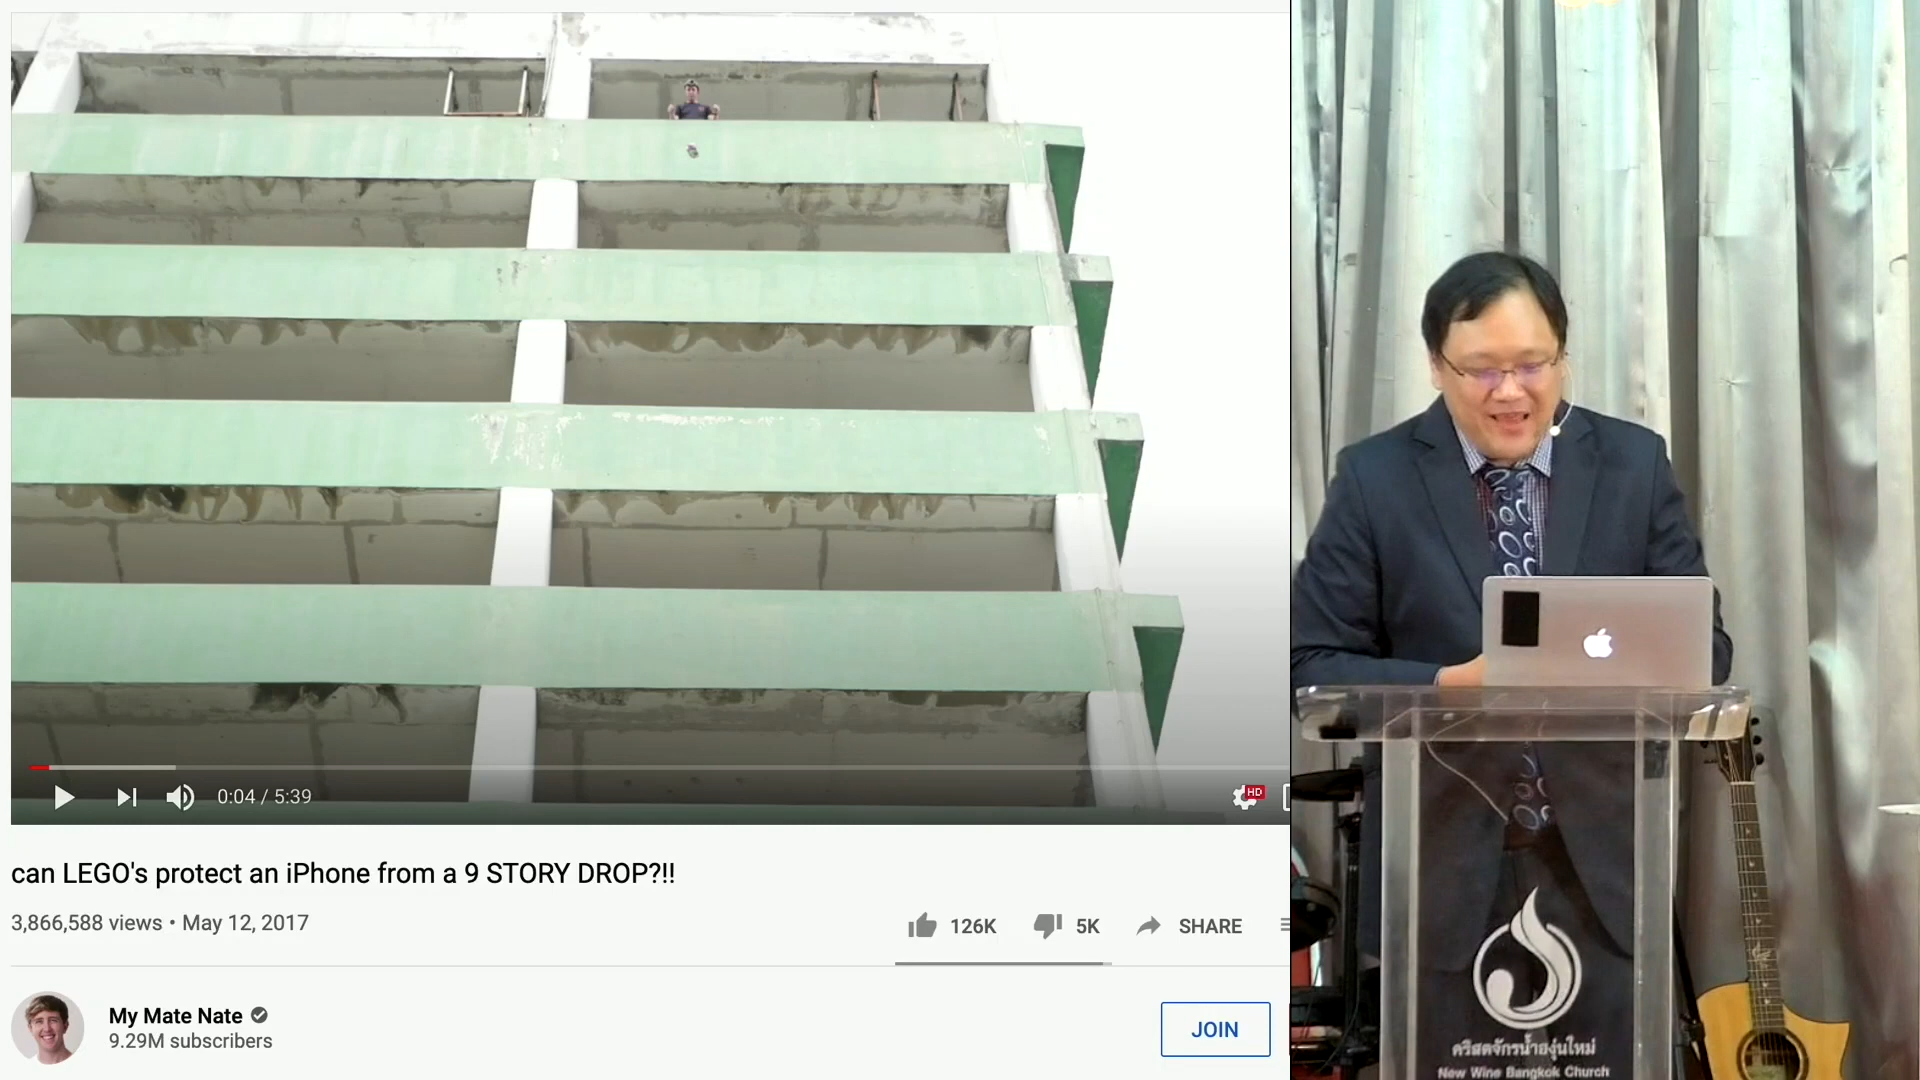 0:04 / 5:39
HD
can LEGO's protect an iPhone from a 9 STORY DROP?!!
3,866,588 views • May 12, 2017
126K
5K
SHARE
My Mate Nate
9.29M subscribers
JOIN
คริสตจักรน้ำองุ่นใหม่
New Wine Bangkok Church